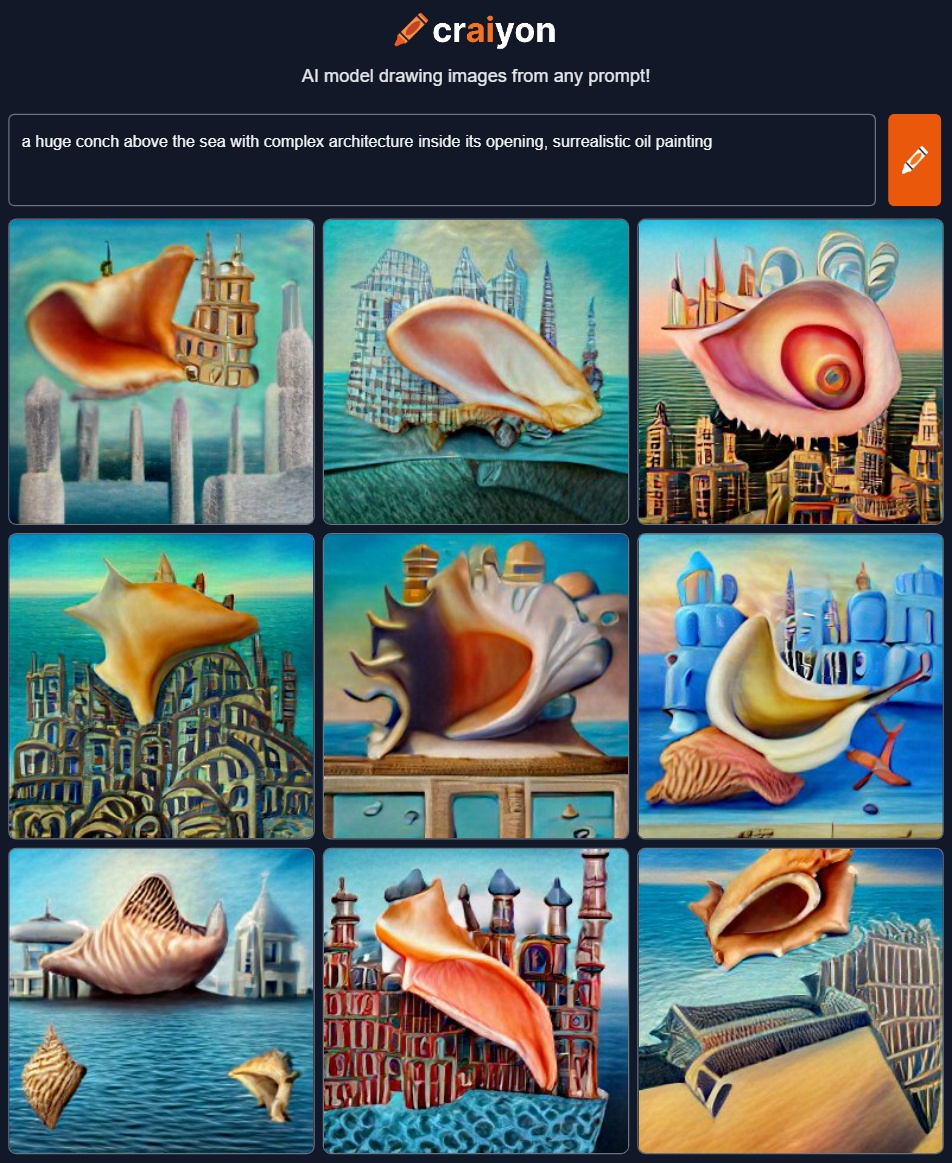 craiyon
AI model drawing images from any prompt!
a huge conch above the sea with complex architecture inside its opening, surrealistic oil painting